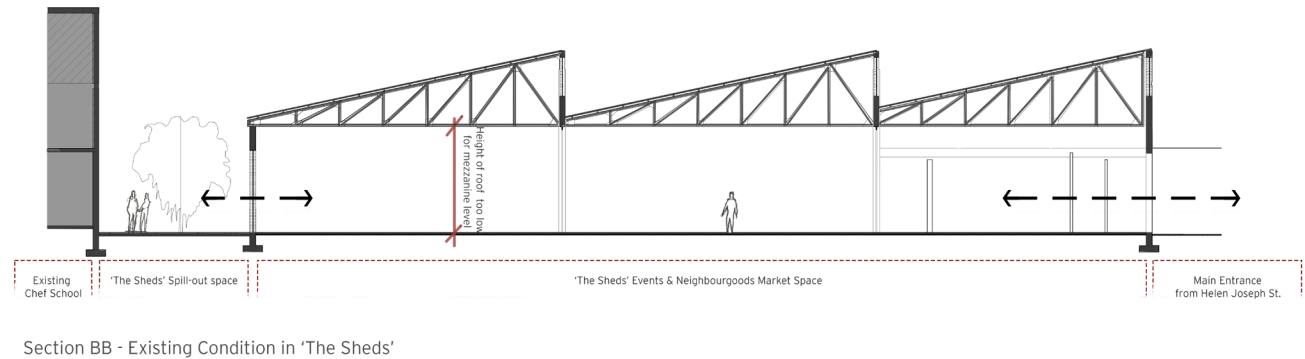 Height of roof too low
for mezzanine level
Existing
Chef School
'The Sheds' Spill-out space
'The Sheds' Events & Neighbourgoods Market Space
Main Entrance
from Helen Joseph St.
Section BB - Existing Condition in 'The Sheds'